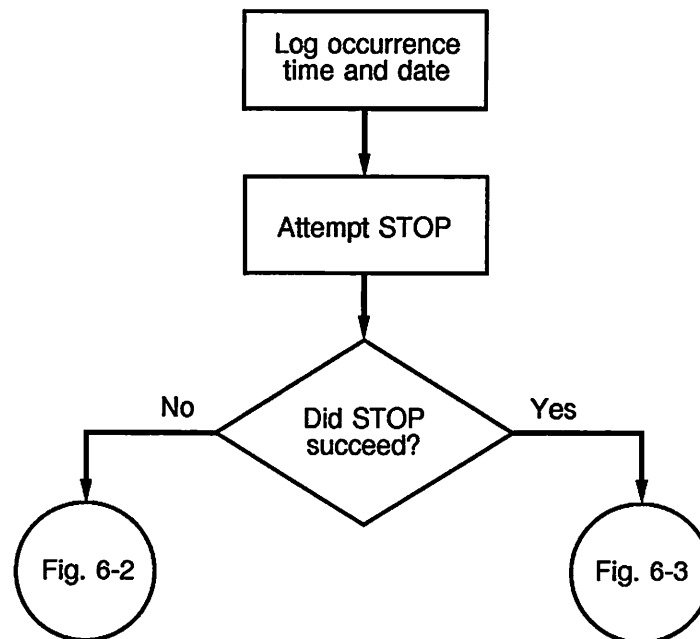 Log occurrence
time and date
Attempt STOP
Did STOP
succeed?
No
Yes
Fig. 6-2
Fig. 6-3